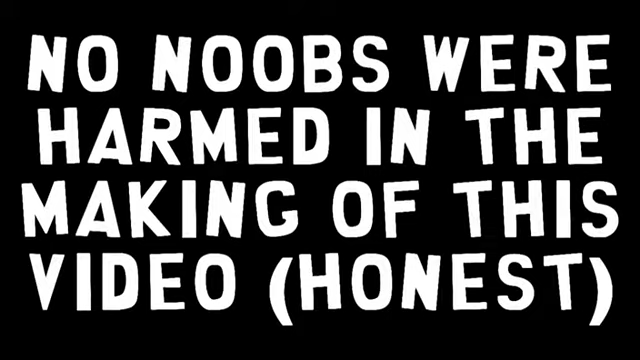 NO NOOBS WERE
HARMED IN THE
MAKING OF THIS
VIDEO (HONEST)